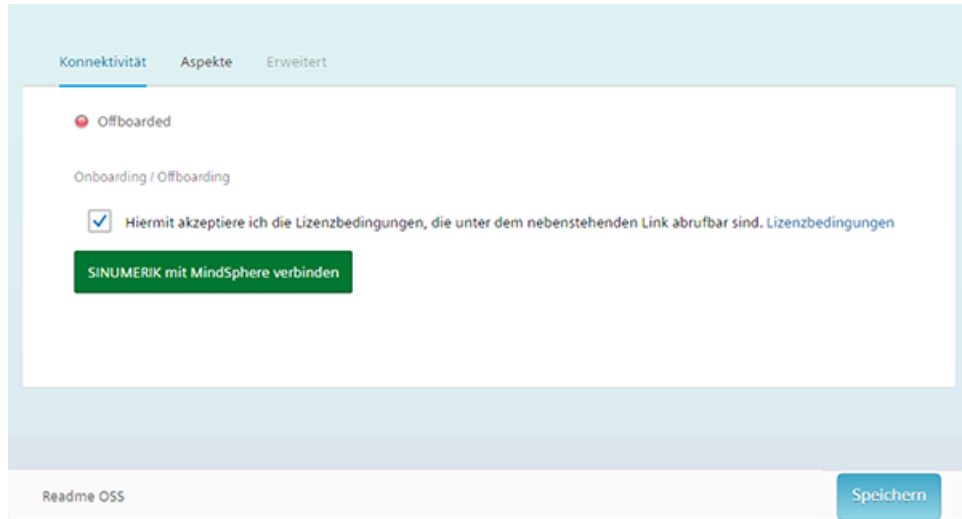 Konnektivität Aspekte Erweitert
Offboarded
Onboarding / Offboarding
Hiermit akzeptiere ich die Lizenzbedingungen, die unter dem nebenstehenden Link abrufbar sind. Lizenzbedingungen
SINUMERIK mit MindSphere verbinden
Readme OSS Speichern